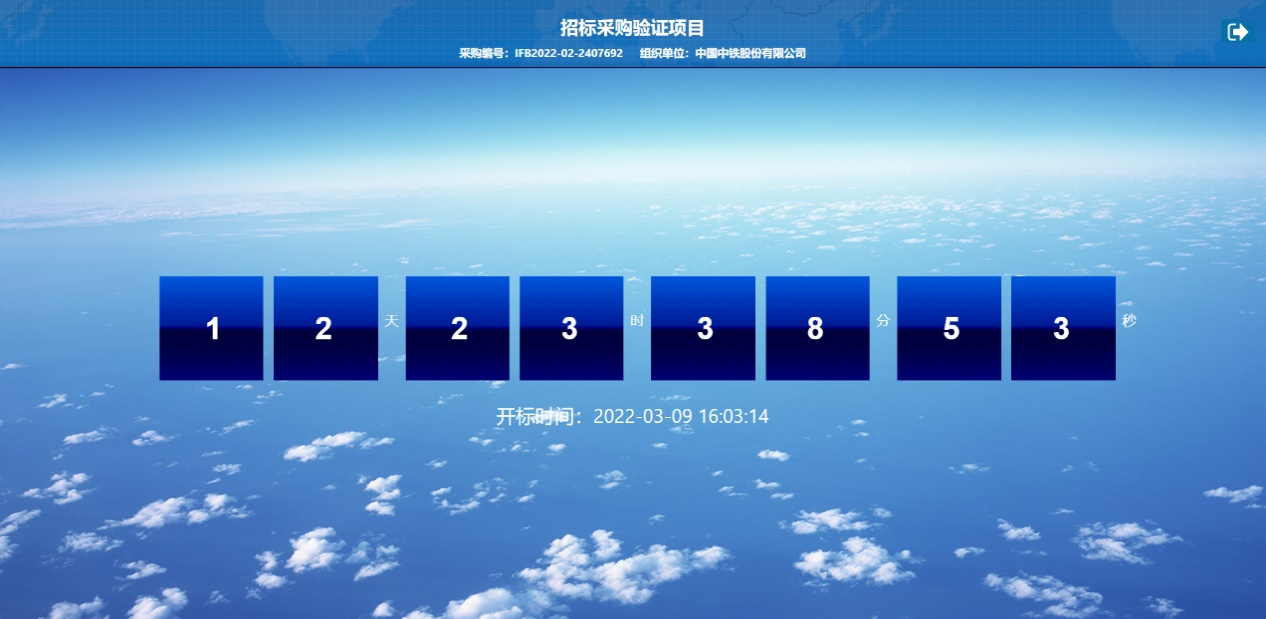 招标采购验证项目
采购编号：IFB2022-02-2407692 组织单位：中国中铁股份有限公司
1 2 天 2 3 时 3 8 分 5 3 秒
开标时间：2022-03-09 16:03:14